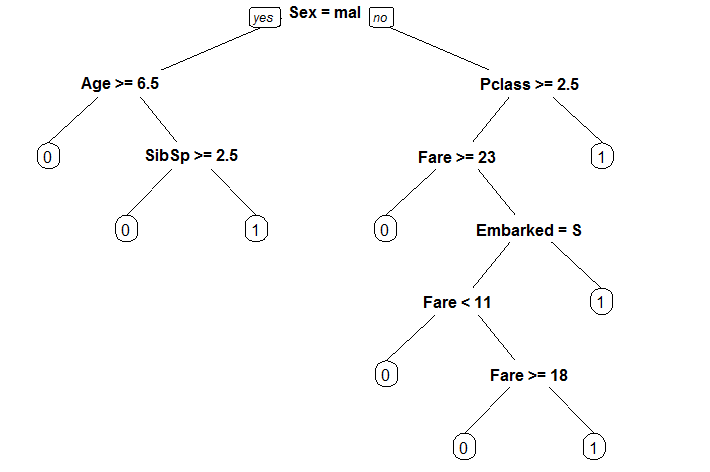 yes Sex = mal no
Age >= 6.5 Pclass >= 2.5
0 SibSp >= 2.5 Fare >= 23 1
0 1 0 Embarked = S
Fare < 11 1
0 Fare >= 18
0 1